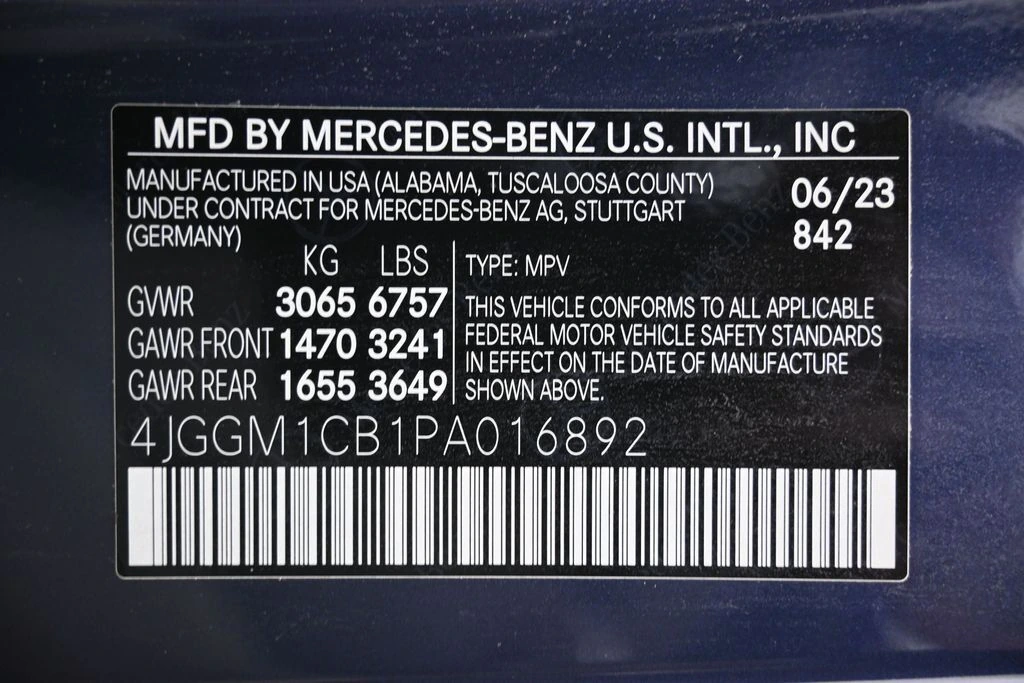 MFD BY MERCEDES-BENZ U.S. INTL., INC
MANUFACTURED IN USA (ALABAMA, TUSCALOOSA COUNTY)
UNDER CONTRACT FOR MERCEDES-BENZ AG, STUTTGART
(GERMANY)
06/23
842
KG LBS
GVWR 3065 6757
GAWR FRONT 1470 3241
GAWR REAR 1655 3649
TYPE: MPV
THIS VEHICLE CONFORMS TO ALL APPLICABLE
FEDERAL MOTOR VEHICLE SAFETY STANDARDS
IN EFFECT ON THE DATE OF MANUFACTURE
SHOWN ABOVE.
4JGGM1CB1PA016892